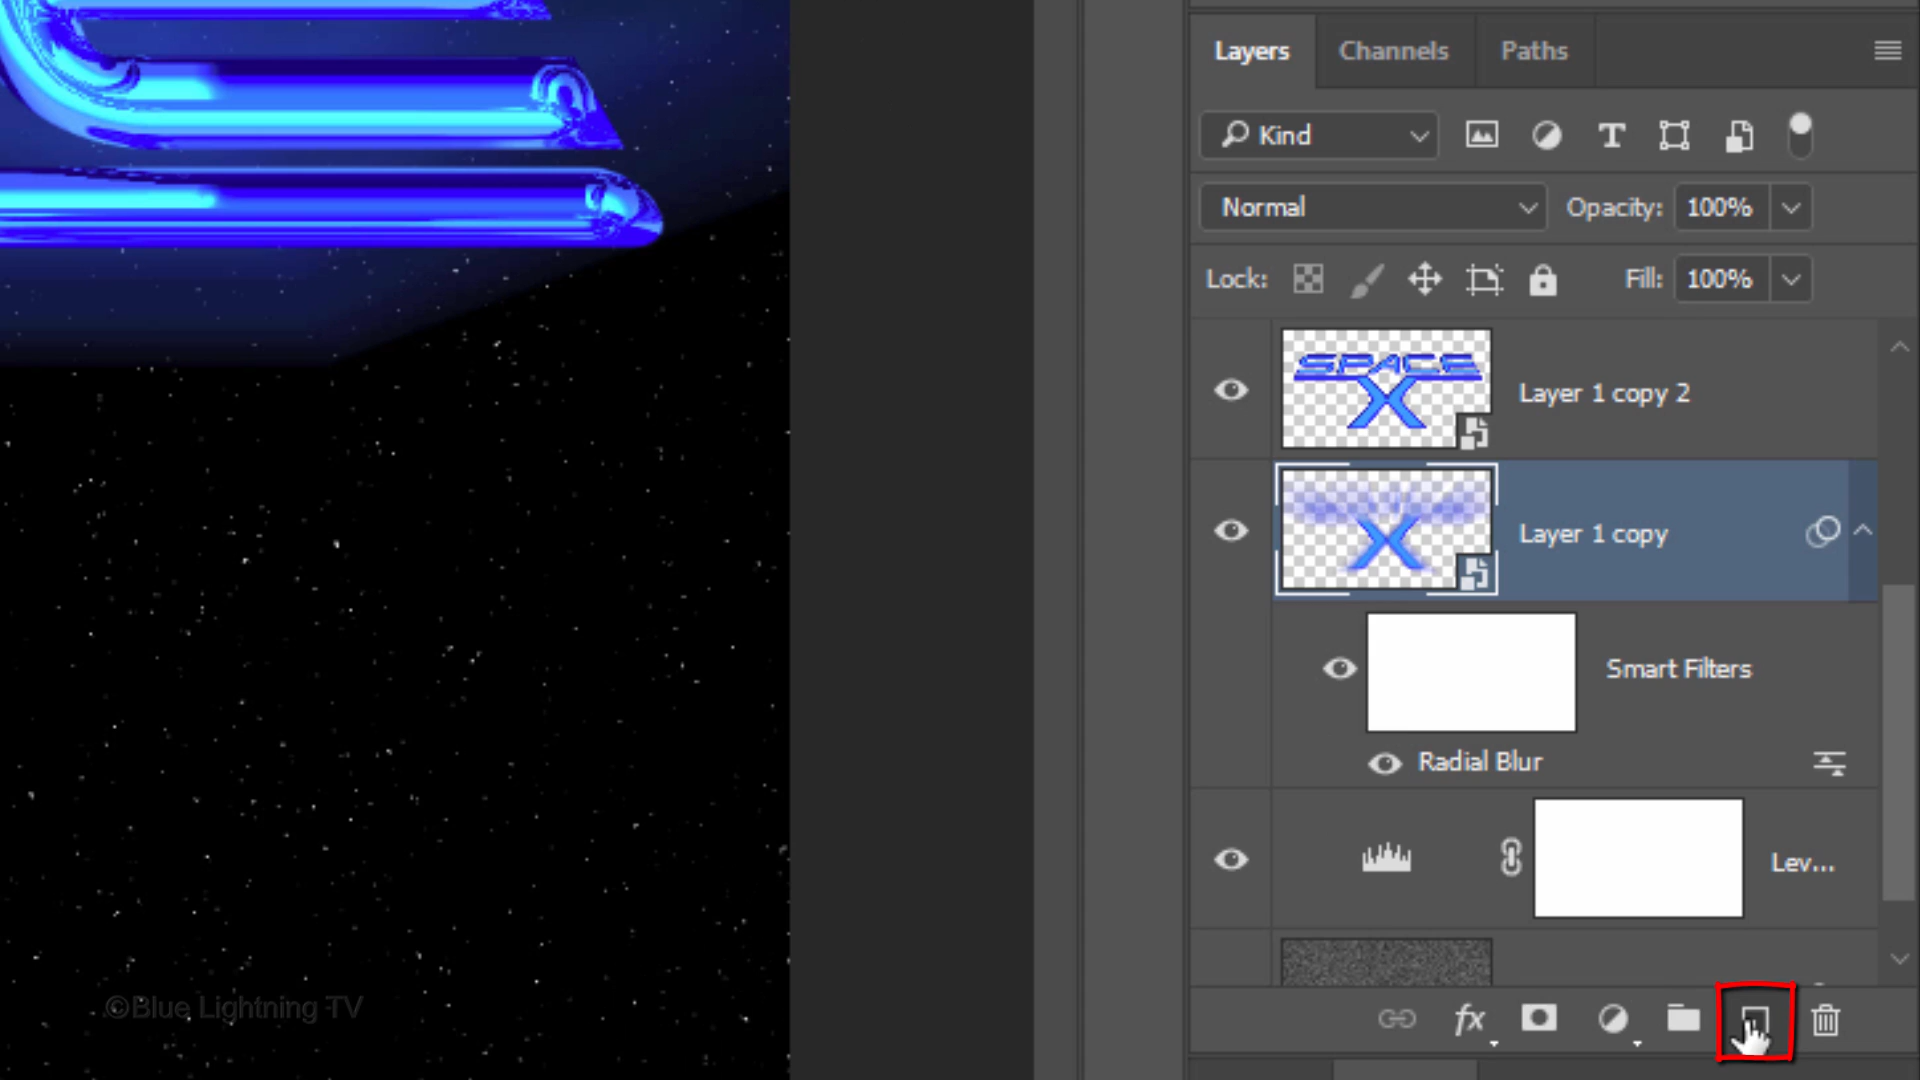 Layers Channels Paths
Kind
Normal Opacity: 100%
Lock: Fill: 100%
SPACE
X
Layer 1 copy 2
X
Layer 1 copy
Smart Filters
Radial Blur
Lev...
©Blue Lightning TV
fx